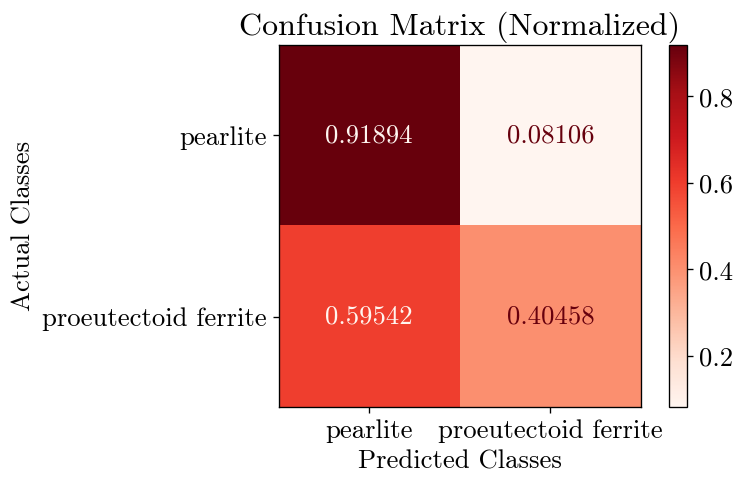 Confusion Matrix (Normalized)
Actual Classes
pearlite
0.91894
0.08106
proeutectoid ferrite
0.59542
0.40458
pearlite
proeutectoid ferrite
Predicted Classes
0.8
0.6
0.4
0.2